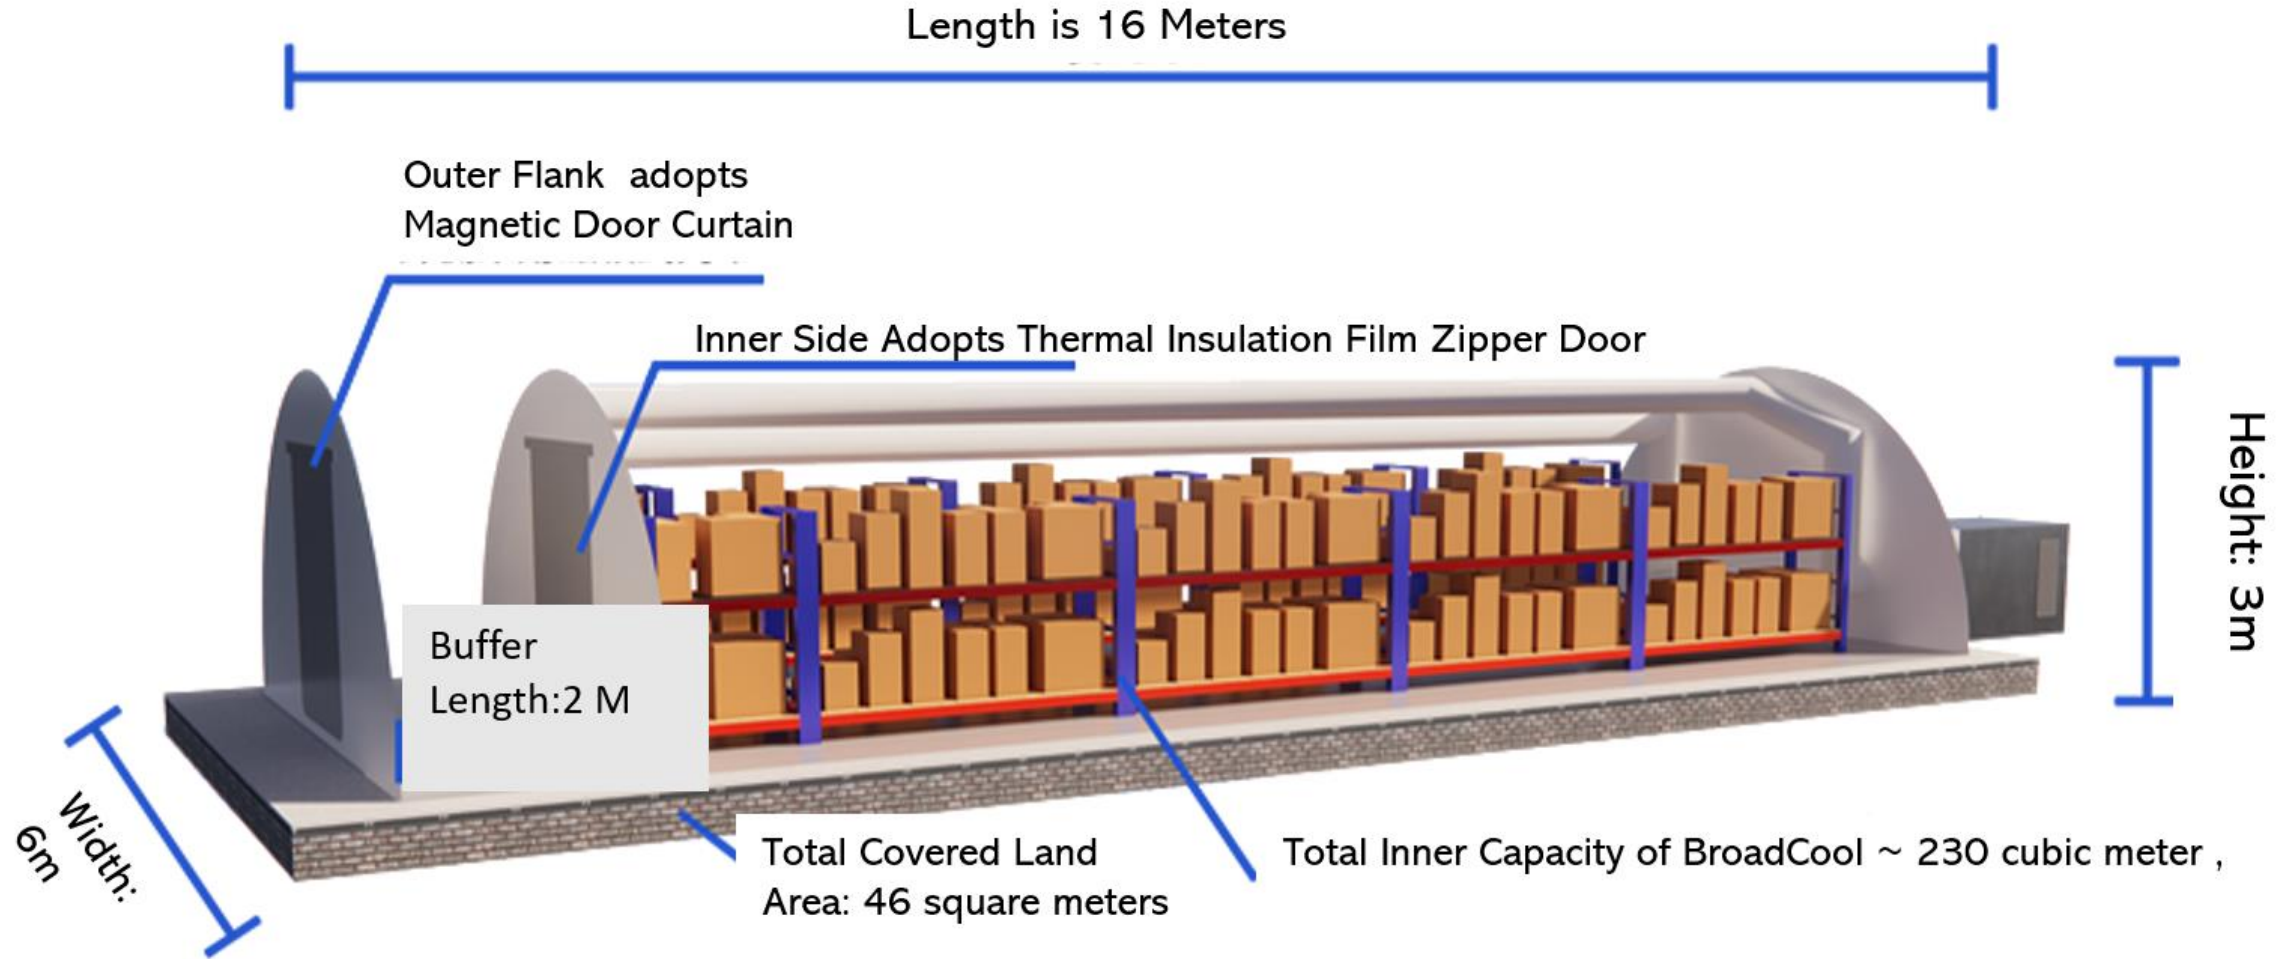 Length is 16 Meters
Outer Flank adopts
Magnetic Door Curtain
Inner Side Adopts Thermal Insulation Film Zipper Door
Height: 3m
Buffer
Length:2 M
Width:
6m
Total Covered Land
Area: 46 square meters
Total Inner Capacity of BroadCool ~ 230 cubic meter ,